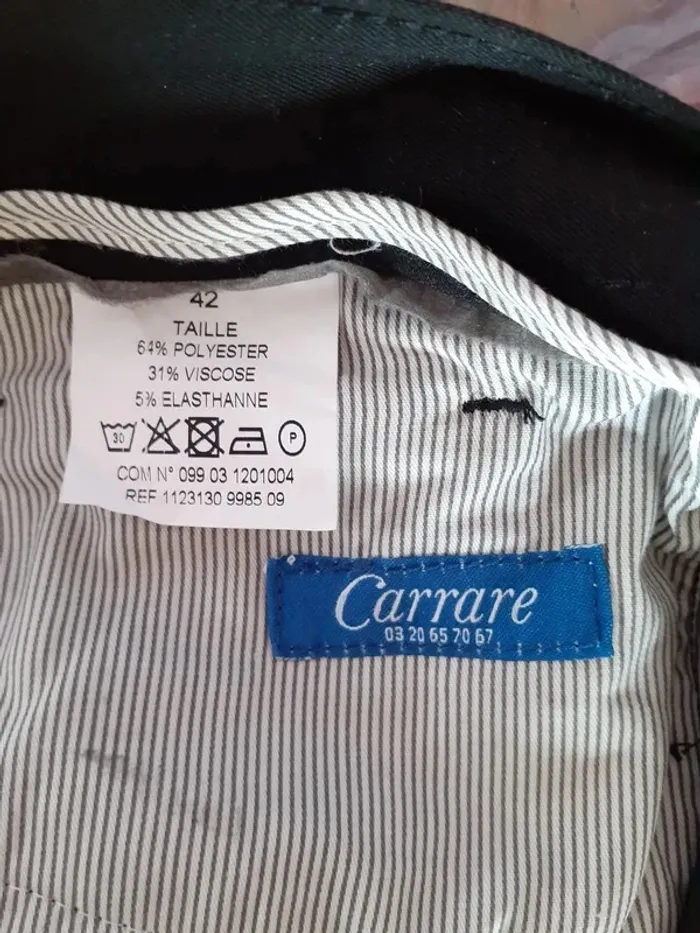 42
TAILLE
64% POLYESTER
31% VISCOSE
5% ELASTHANNE
30 P
COM N° 099 03 1201004
REF 1123130 9985 09
Carrare
03 20 65 70 67